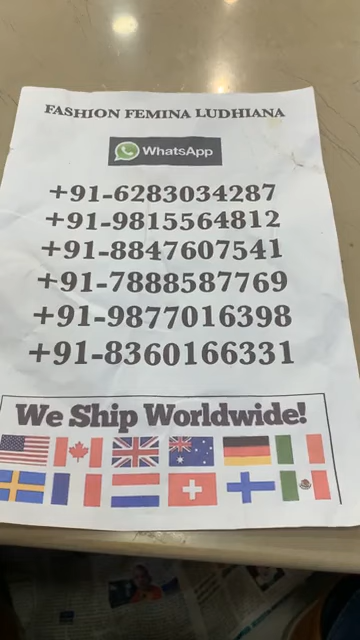 FASHION FEMINA LUDHIANA
WhatsApp
+91-6283034287
+91-9815564812
+91-8847607541
+91-7888587769
+91-9877016398
+91-8360166331
We Ship Worldwide!